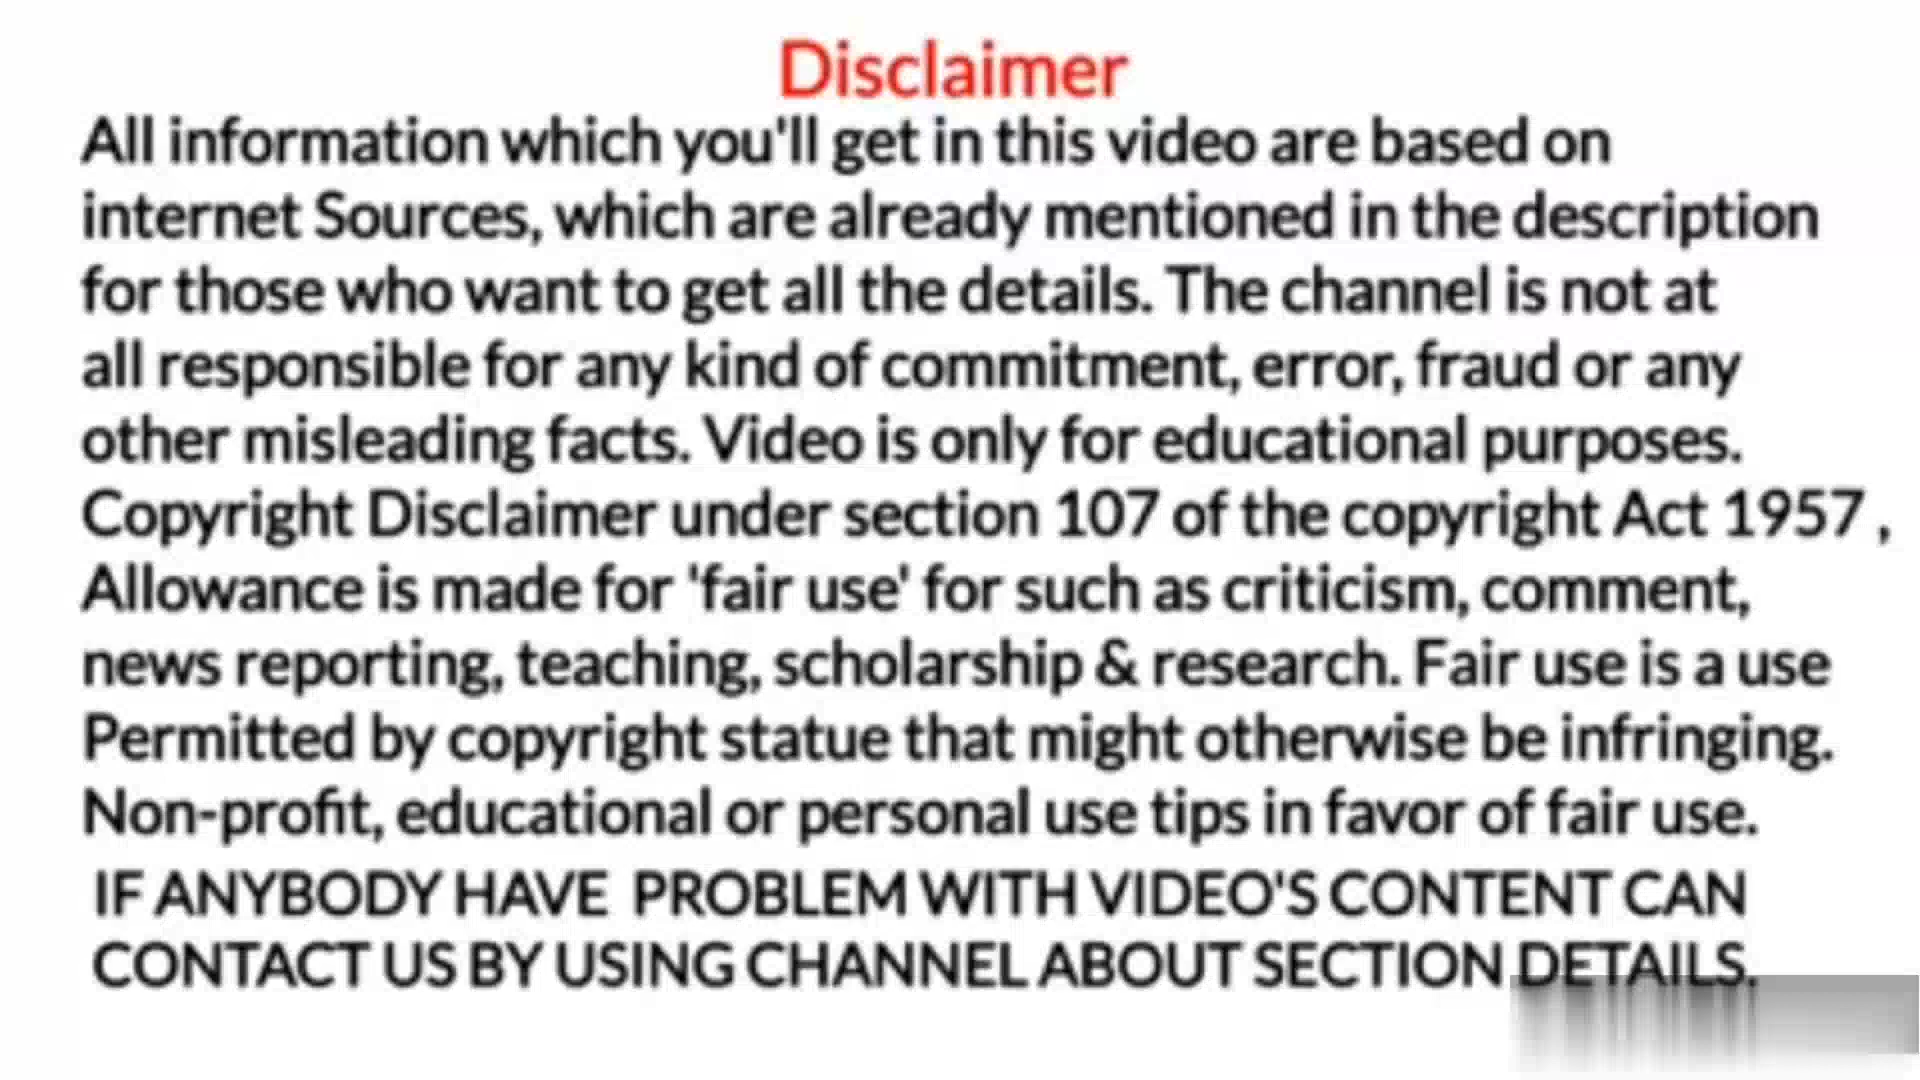 Disclaimer
All information which you'll get in this video are based on
internet Sources, which are already mentioned in the description
for those who want to get all the details. The channel is not at
all responsible for any kind of commitment, error, fraud or any
other misleading facts. Video is only for educational purposes.
Copyright Disclaimer under section 107 of the copyright Act 1957 ,
Allowance is made for 'fair use' for such as criticism, comment,
news reporting, teaching, scholarship & research. Fair use is a use
Permitted by copyright statue that might otherwise be infringing.
Non-profit, educational or personal use tips in favor of fair use.
IF ANYBODY HAVE PROBLEM WITH VIDEO'S CONTENT CAN
CONTACT US BY USING CHANNEL ABOUT SECTION DETAILS.